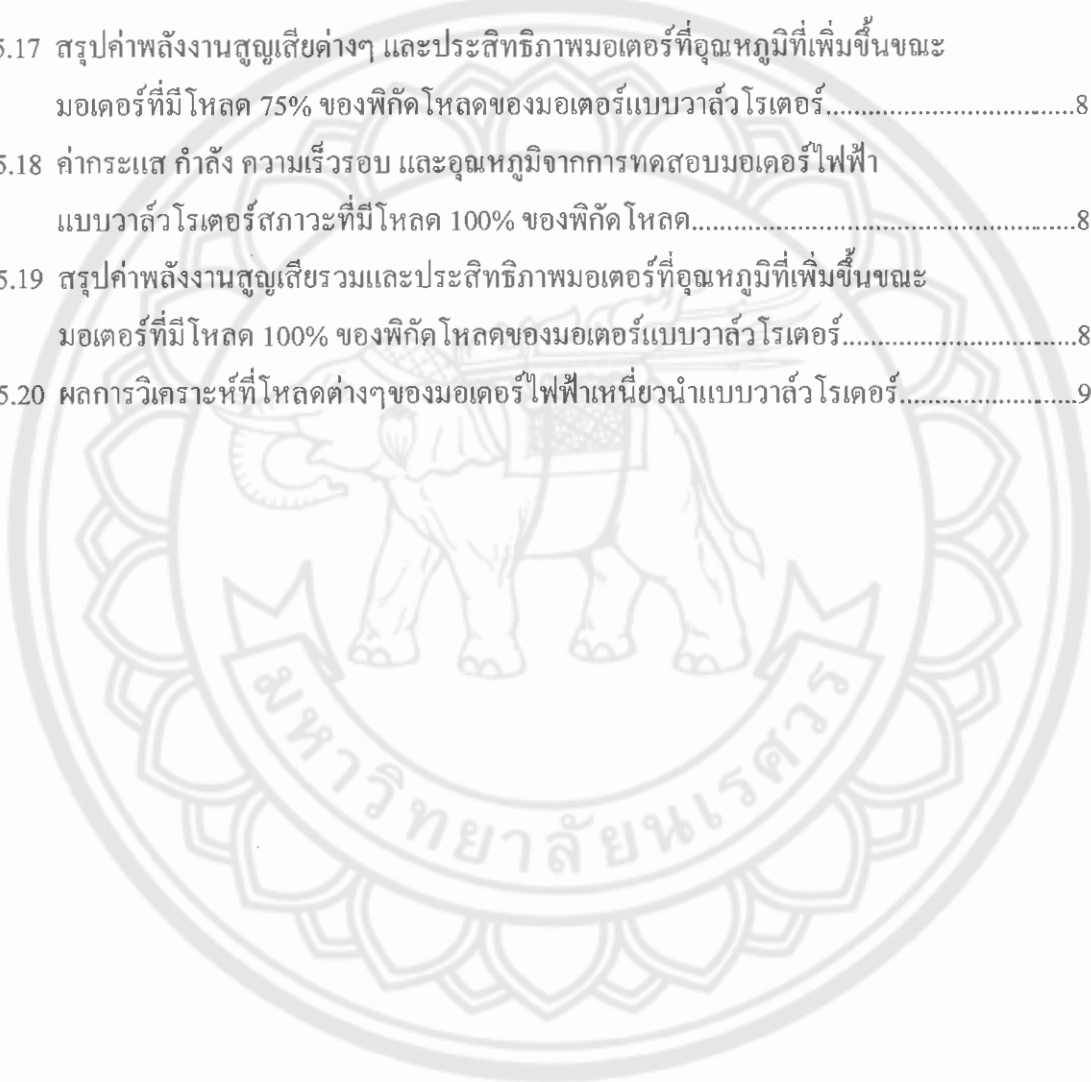 5.17 สรุปค่าพลังงานสูญเสียต่างๆ และประสิทธิภาพมอเตอร์ที่อุณหภูมิที่เพิ่มขึ้นขณะ
มอเตอร์ที่มีโหลด 75% ของพิกัดโหลดของมอเตอร์แบบวาล์วโรเตอร์..............................8
5.18 ค่ากระแส กำลัง ความเร็วรอบ และอุณหภูมิจากการทดสอบมอเตอร์ไฟฟ้า
แบบวาล์วโรเตอร์สภาวะที่มีโหลด 100% ของพิกัดโหลด..............................................8
5.19 สรุปค่าพลังงานสูญเสียรวมและประสิทธิภาพมอเตอร์ที่อุณหภูมิที่เพิ่มขึ้นขณะ
มอเตอร์ที่มีโหลด 100% ของพิกัดโหลดของมอเตอร์แบบวาล์วโรเตอร์...........................8
5.20 ผลการวิเคราะห์ที่โหลดต่างๆของมอเตอร์ไฟฟ้าเหนี่ยวนำแบบวาล์วโรเตอร์.....................9
มหาวิทยาลัยนเรศวร